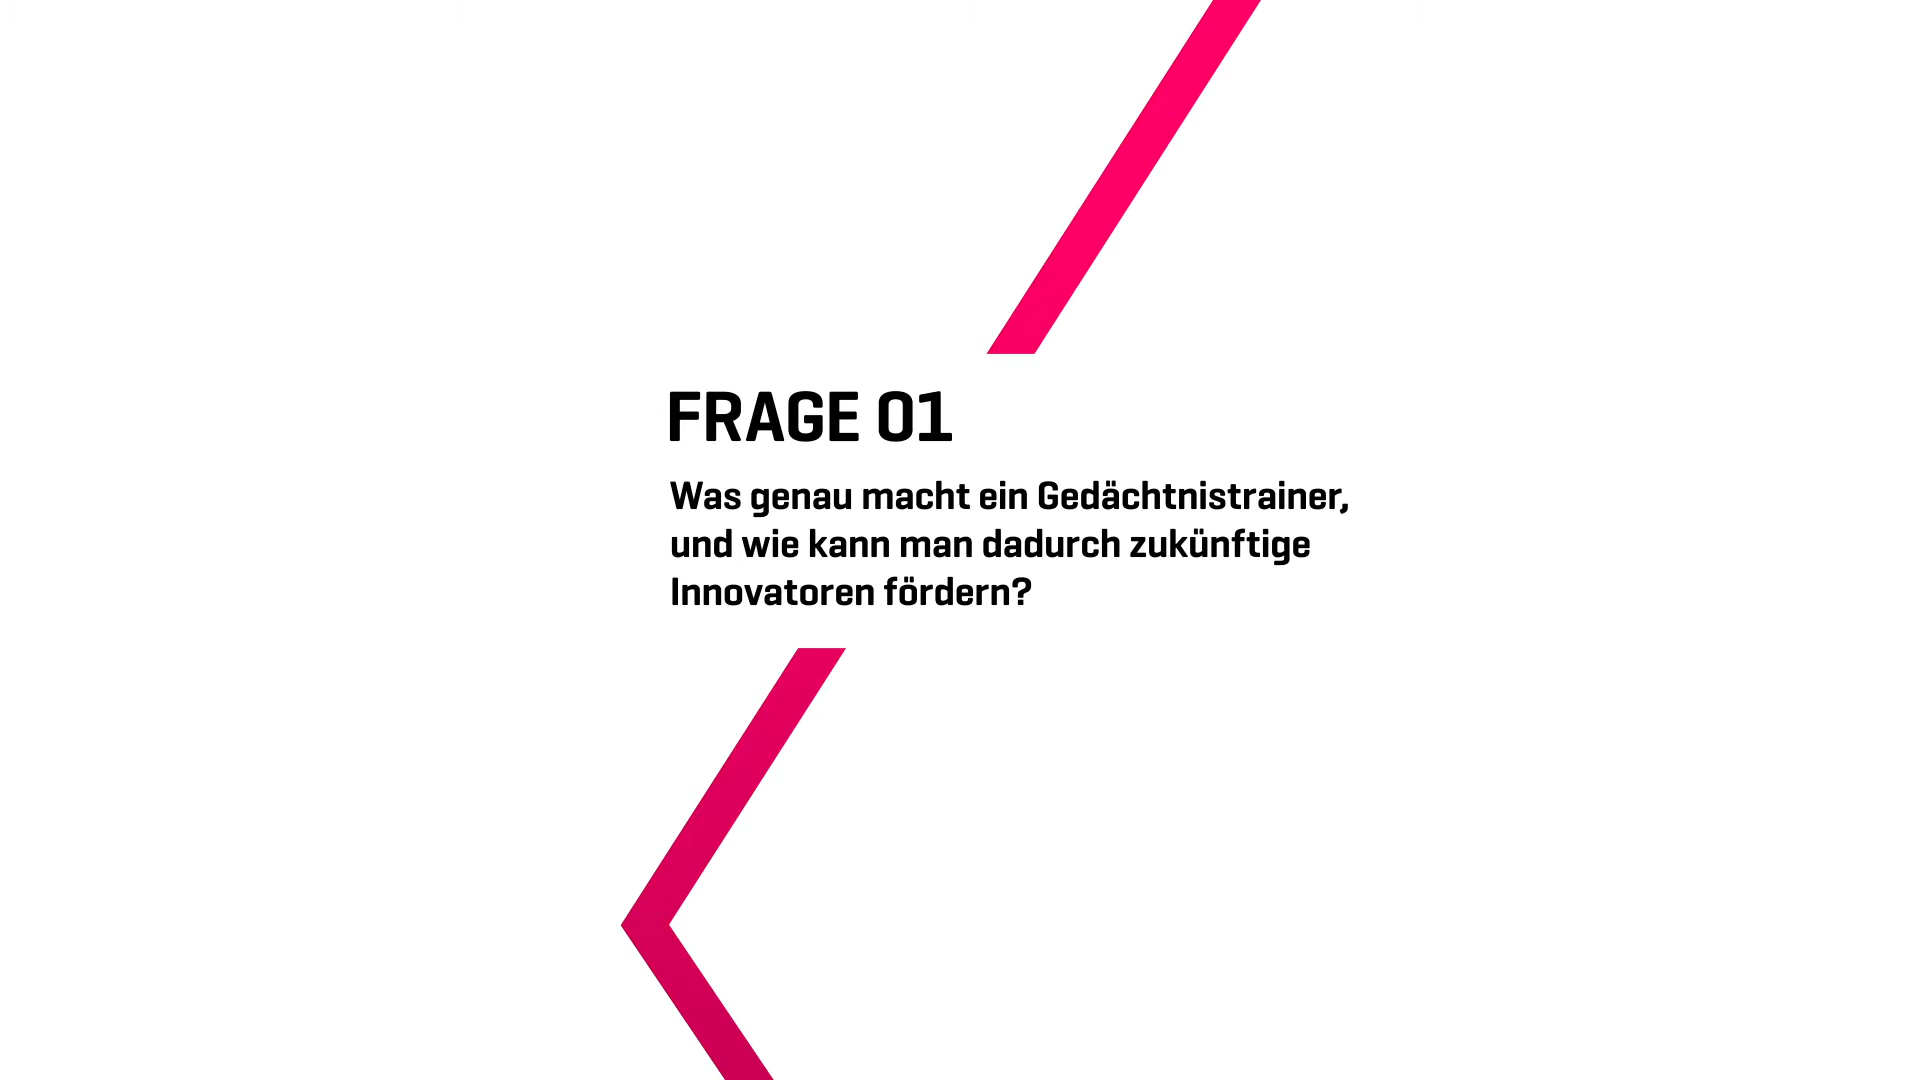 FRAGE 01
Was genau macht ein Gedächtnistrainer,
und wie kann man dadurch zukünftige
Innovatoren fördern?